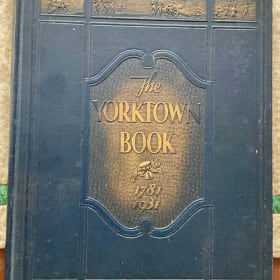 The
YORKTOWN
BOOK
1781
1931